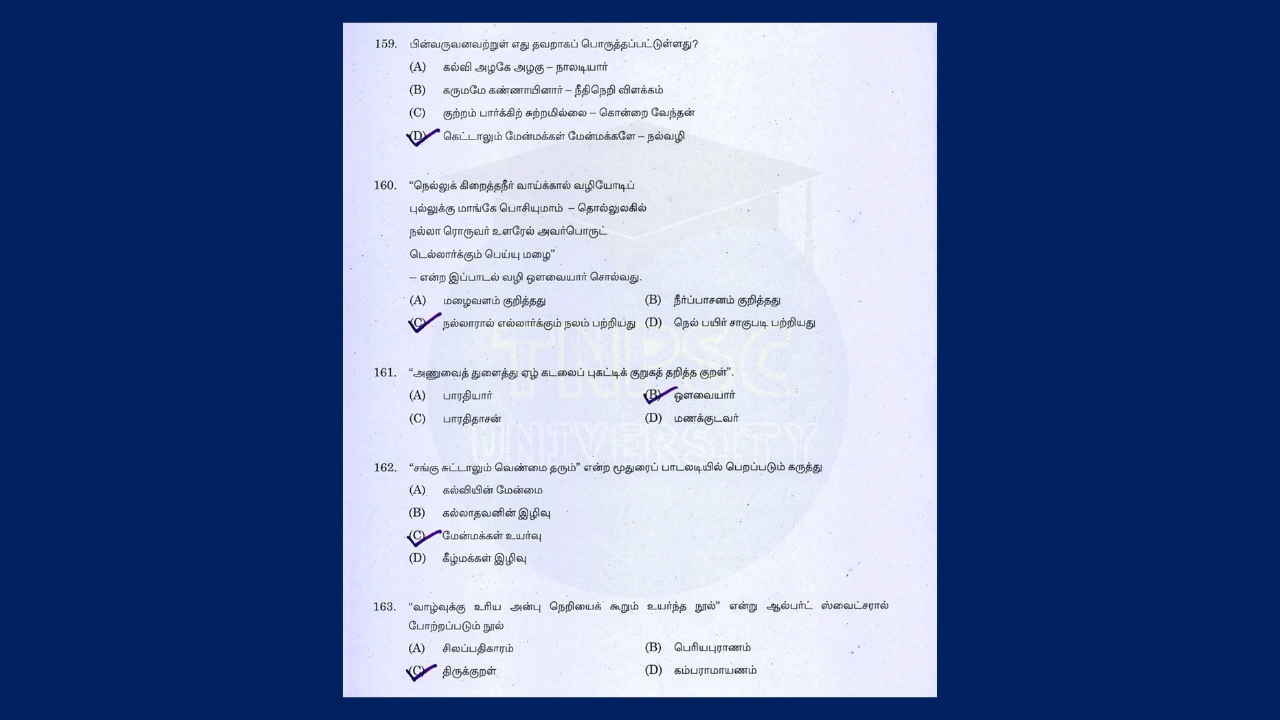 159. பின்வருவனவற்றுள் எது தவறாகப் பொருத்தப்பட்டுள்ளது?
(A) கல்வி அழகே அழகு – நாலடியார்
(B) கருமமே கண்ணாயினார் – நீதிநெறி விளக்கம்
(C) குற்றம் பார்க்கிற் சுற்றமில்லை – கொன்றை வேந்தன்
(D) கெட்டாலும் மேன்மக்கள் மேன்மக்களே – நல்வழி
160. “நெல்லுக் கிறைத்தநீர் வாய்க்கால் வழியோடிப்
புல்லுக்கு மாங்கே பொசியுமாம் – தொல்லுலகில்
நல்லா ரொருவர் உளரேல் அவர்பொருட்
டெல்லார்க்கும் பெய்யு மழை”
– என்ற இப்பாடல் வழி ஔவையார் சொல்வது.
(A) மழைவளம் குறித்தது (B) நீர்ப்பாசனம் குறித்தது
(C) நல்லாரால் எல்லார்க்கும் நலம் பற்றியது (D) நெல் பயிர் சாகுபடி பற்றியது
TNPSC
161. “அணுவைத் துளைத்து ஏழ் கடலைப் புகட்டிக் குறுகத் தறித்த குறள்”.
(A) பாரதியார் (B) ஔவையார்
(C) பாரதிதாசன் (D) மணக்குடவர்
UNIVERSITY
162. “சங்கு சுட்டாலும் வெண்மை தரும்” என்ற மூதுரைப் பாடலடியில் பெறப்படும் கருத்து
(A) கல்வியின் மேன்மை
(B) கல்லாதவனின் இழிவு
(C) மேன்மக்கள் உயர்வு
(D) கீழ்மக்கள் இழிவு
163. “வாழ்வுக்கு உரிய அன்பு நெறியைக் கூறும் உயர்ந்த நூல்” என்று ஆல்பர்ட் ஸ்வைட்சரால்
போற்றப்படும் நூல்
(A) சிலப்பதிகாரம் (B) பெரியபுராணம்
(C) திருக்குறள் (D) கம்பராமாயணம்